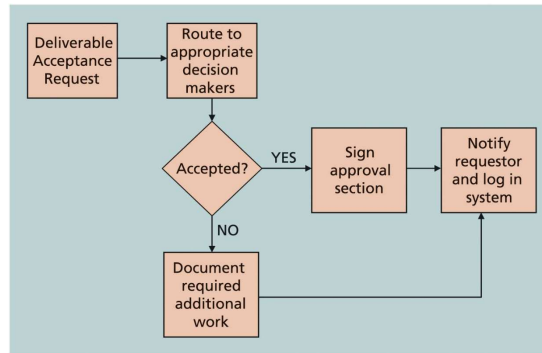 Deliverable
Acceptance
Request
Route to
appropriate
decision
makers
Accepted?
YES
Sign
approval
section
Notify
requestor
and log in
system
NO
Document
required
additional
work